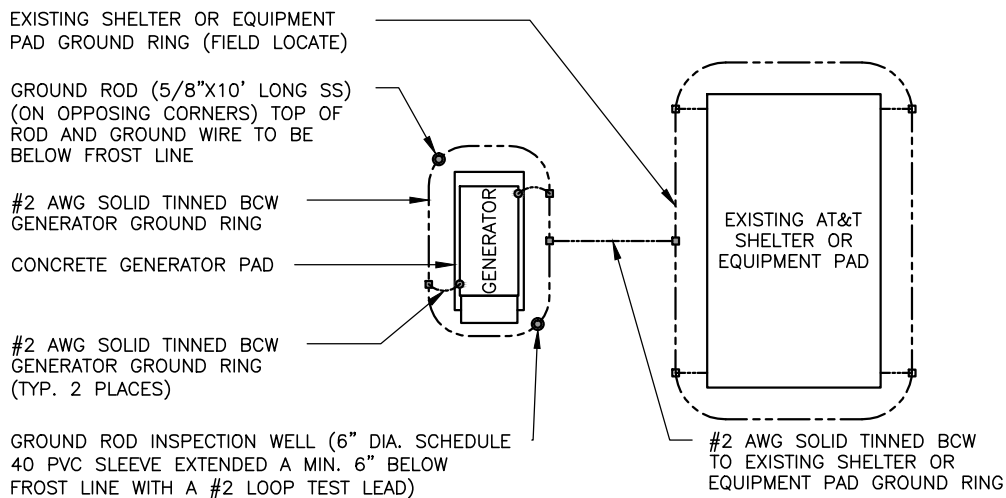 EXISTING SHELTER OR EQUIPMENT
PAD GROUND RING (FIELD LOCATE)
GROUND ROD (5/8”X10’ LONG SS)
(ON OPPOSING CORNERS) TOP OF
ROD AND GROUND WIRE TO BE
BELOW FROST LINE
#2 AWG SOLID TINNED BCW
GENERATOR GROUND RING
CONCRETE GENERATOR PAD
#2 AWG SOLID TINNED BCW
GENERATOR GROUND RING
(TYP. 2 PLACES)
GROUND ROD INSPECTION WELL (6” DIA. SCHEDULE
40 PVC SLEEVE EXTENDED A MIN. 6” BELOW
FROST LINE WITH A #2 LOOP TEST LEAD)
GENERATOR
EXISTING AT&T
SHELTER OR
EQUIPMENT PAD
#2 AWG SOLID TINNED BCW
TO EXISTING SHELTER OR
EQUIPMENT PAD GROUND RING